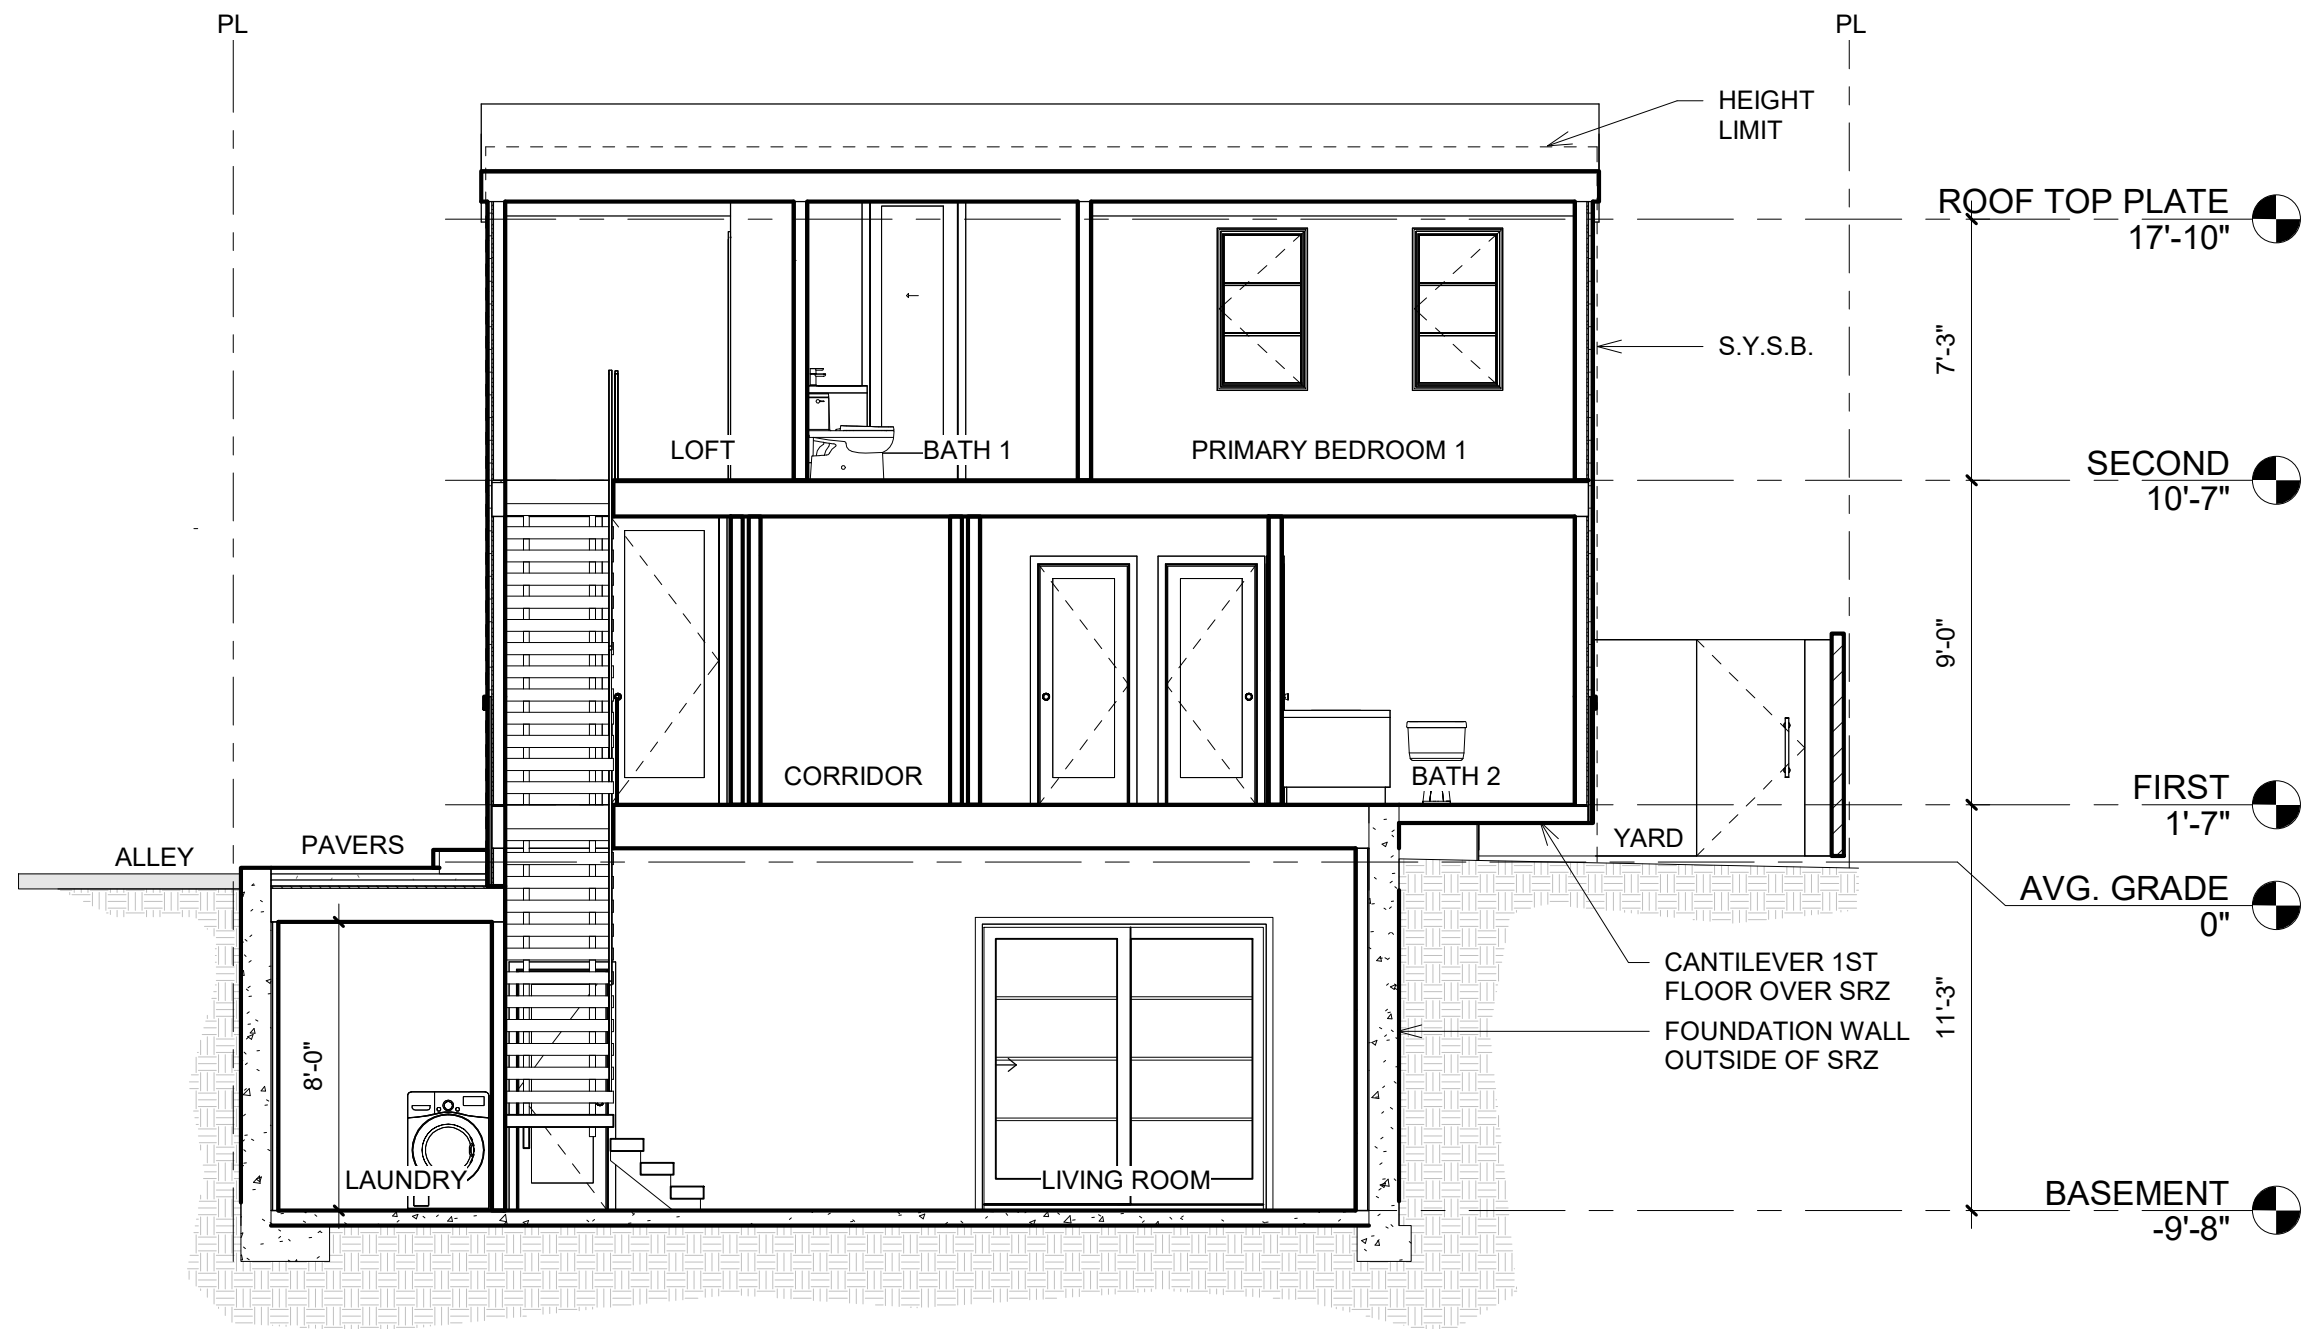 PL
PL
HEIGHT
LIMIT
ROOF TOP PLATE
17'-10"
S.Y.S.B.
7'-3"
LOFT
BATH 1
PRIMARY BEDROOM 1
SECOND
10'-7"
9'-0"
CORRIDOR
BATH 2
FIRST
1'-7"
ALLEY
PAVERS
YARD
AVG. GRADE
0"
CANTILEVER 1ST
FLOOR OVER SRZ
11'-3"
FOUNDATION WALL
OUTSIDE OF SRZ
8'-0"
LAUNDRY
LIVING ROOM
BASEMENT
-9'-8"